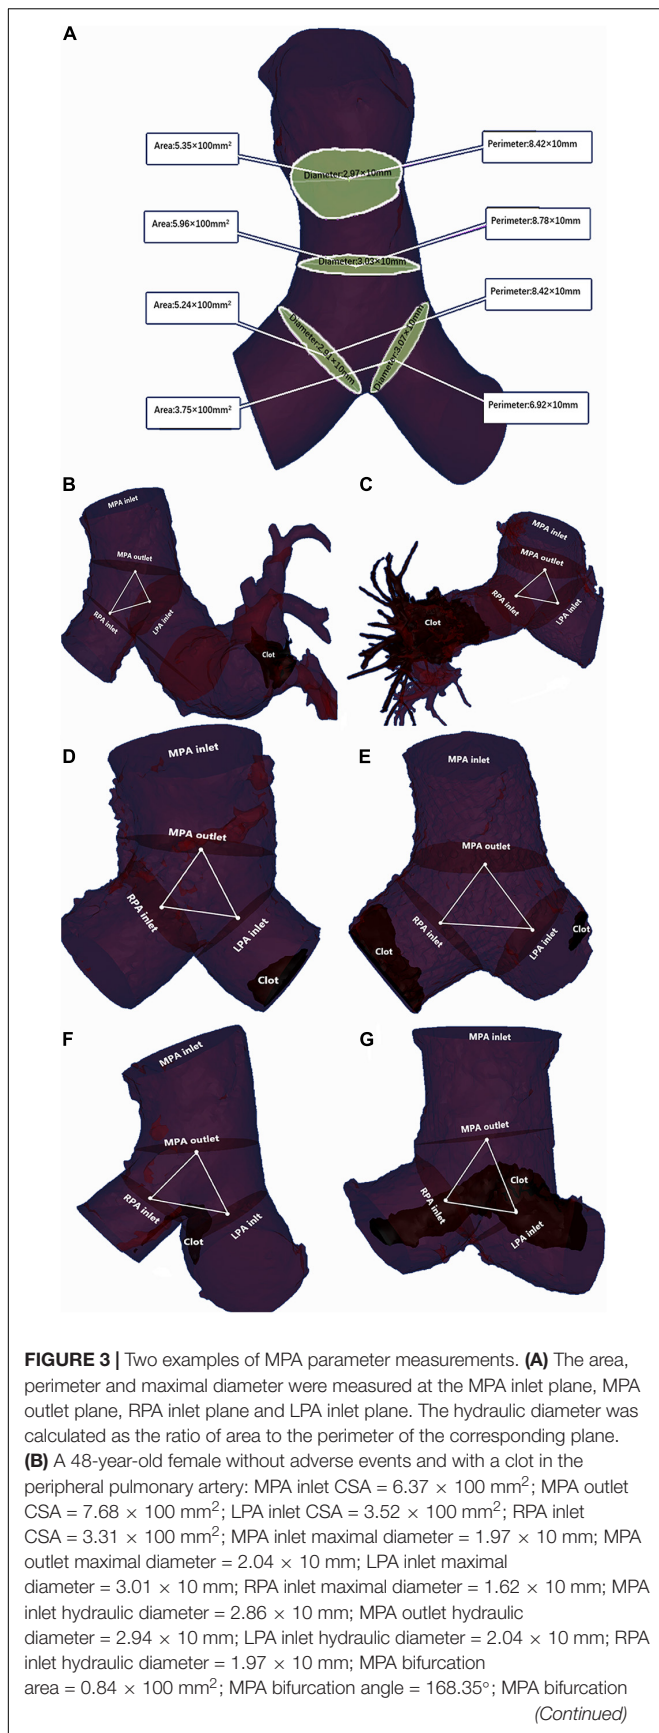 A
Area:5.35×100mm²
Perimeter:8.42×10mm
Diameter:2.97×10mm
Area:5.96×100mm²
Perimeter:8.78×10mm
Diameter:3.03×10mm
Area:5.24×100mm²
Perimeter:8.42×10mm
Diameter:2.91×10mm
Diameter:3.07×10mm
Area:3.75×100mm²
Perimeter:6.92×10mm
B
MPA inlet
MPA outlet
RPA inlet
LPA inlet
Clot
C
MPA inlet
MPA outlet
RPA inlet
LPA inlet
Clot
D
MPA inlet
MPA outlet
RPA inlet
LPA inlet
Clot
E
MPA inlet
MPA outlet
RPA inlet
LPA inlet
Clot
Clot
F
MPA inlet
MPA outlet
RPA inlet
LPA inlt
Clot
G
MPA inlet
MPA outlet
Clot
RPA inlet
LPA inlet
FIGURE 3 | Two examples of MPA parameter measurements. (A) The area,
perimeter and maximal diameter were measured at the MPA inlet plane, MPA
outlet plane, RPA inlet plane and LPA inlet plane. The hydraulic diameter was
calculated as the ratio of area to the perimeter of the corresponding plane.
(B) A 48-year-old female without adverse events and with a clot in the
peripheral pulmonary artery: MPA inlet CSA = 6.37 × 100 mm²; MPA outlet
CSA = 7.68 × 100 mm²; LPA inlet CSA = 3.52 × 100 mm²; RPA inlet
CSA = 3.31 × 100 mm²; MPA inlet maximal diameter = 1.97 × 10 mm; MPA
outlet maximal diameter = 2.04 × 10 mm; LPA inlet maximal
diameter = 3.01 × 10 mm; RPA inlet maximal diameter = 1.62 × 10 mm; MPA
inlet hydraulic diameter = 2.86 × 10 mm; MPA outlet hydraulic
diameter = 2.94 × 10 mm; LPA inlet hydraulic diameter = 2.04 × 10 mm; RPA
inlet hydraulic diameter = 1.97 × 10 mm; MPA bifurcation
area = 0.84 × 100 mm²; MPA bifurcation angle = 168.35°; MPA bifurcation
(Continued)